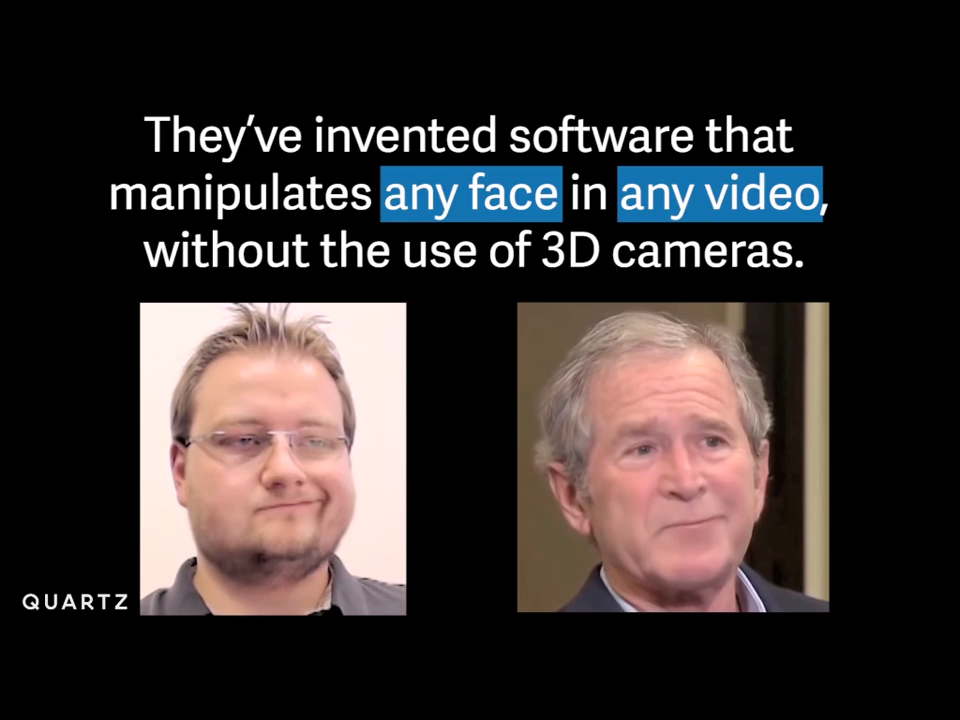 They’ve invented software that
manipulates any face in any video,
without the use of 3D cameras.
QUARTZ